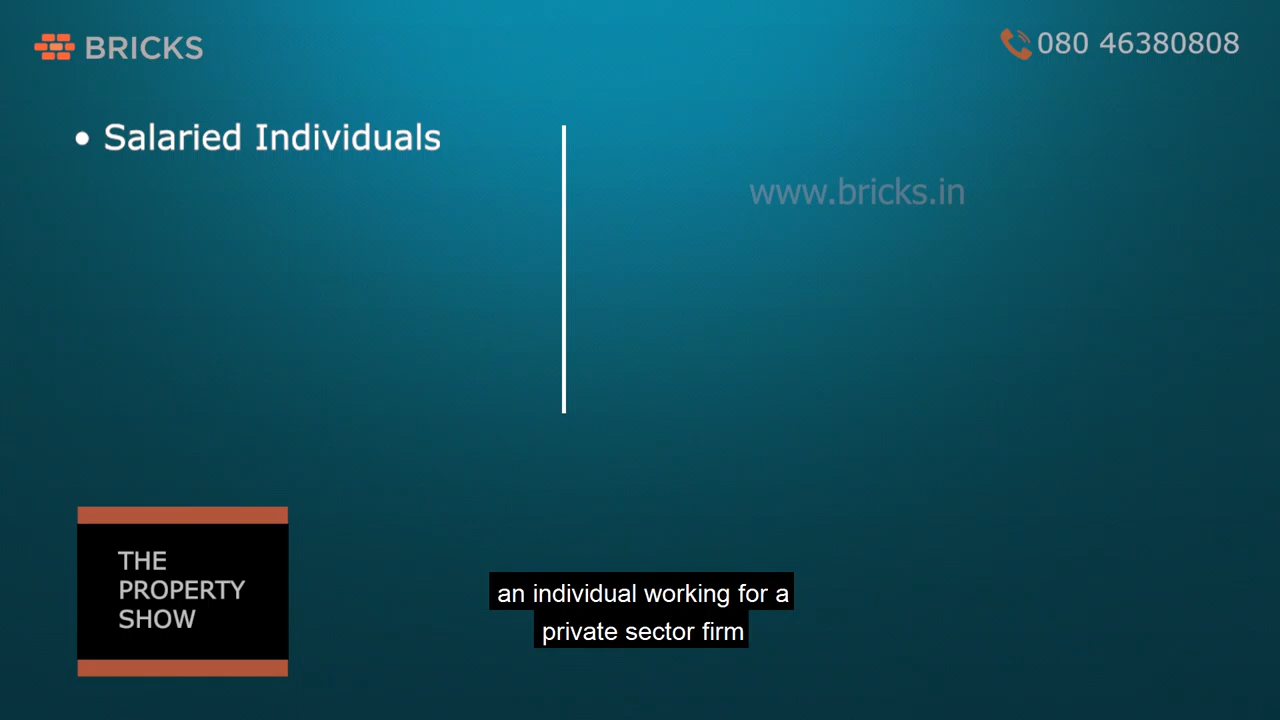 BRICKS
080 46380808
• Salaried Individuals
www.bricks.in
THE
PROPERTY
SHOW
an individual working for a
private sector firm